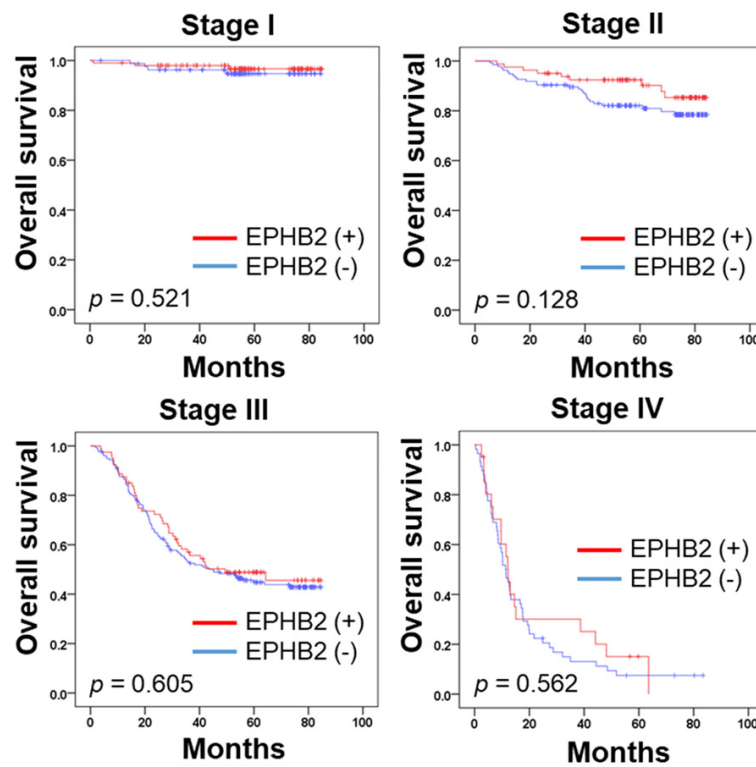 Stage I
Overall survival
1.0
0.8
0.6
0.4
0.2
0.0
EPHB2 (+)
EPHB2 (-)
p = 0.521
0 20 40 60 80 100
Months
Stage II
Overall survival
1.0
0.8
0.6
0.4
0.2
0.0
EPHB2 (+)
EPHB2 (-)
p = 0.128
0 20 40 60 80 100
Months
Stage III
Overall survival
1.0
0.8
0.6
0.4
0.2
0.0
EPHB2 (+)
EPHB2 (-)
p = 0.605
0 20 40 60 80 100
Months
Stage IV
Overall survival
1.0
0.8
0.6
0.4
0.2
0.0
EPHB2 (+)
EPHB2 (-)
p = 0.562
0 20 40 60 80 100
Months